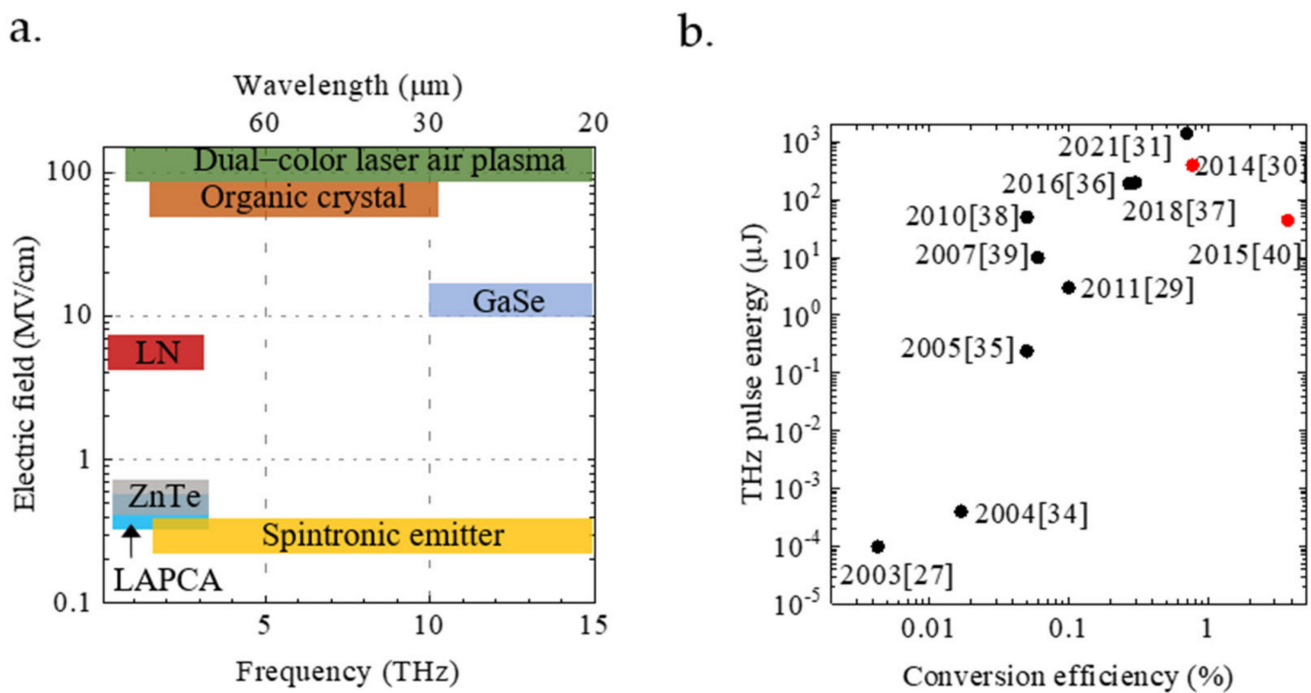 a.
Wavelength (μm)
60 30 20
Dual−color laser air plasma
Organic crystal
GaSe
LN
ZnTe
Spintronic emitter
LAPCA
100
10
1
0.1
Electric field (MV/cm)
5 10 15
Frequency (THz)
b.
10³
10²
10¹
10⁰
10⁻¹
10⁻²
10⁻³
10⁻⁴
10⁻⁵
THz pulse energy (μJ)
2021[31]
2014[30]
2016[36]
2018[37]
2010[38]
2015[40]
2007[39]
2011[29]
2005[35]
2004[34]
2003[27]
0.01 0.1 1
Conversion efficiency (%)